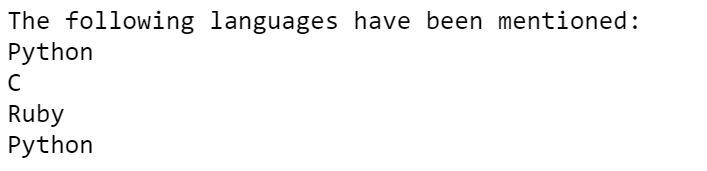 The following languages have been mentioned:
Python
C
Ruby
Python